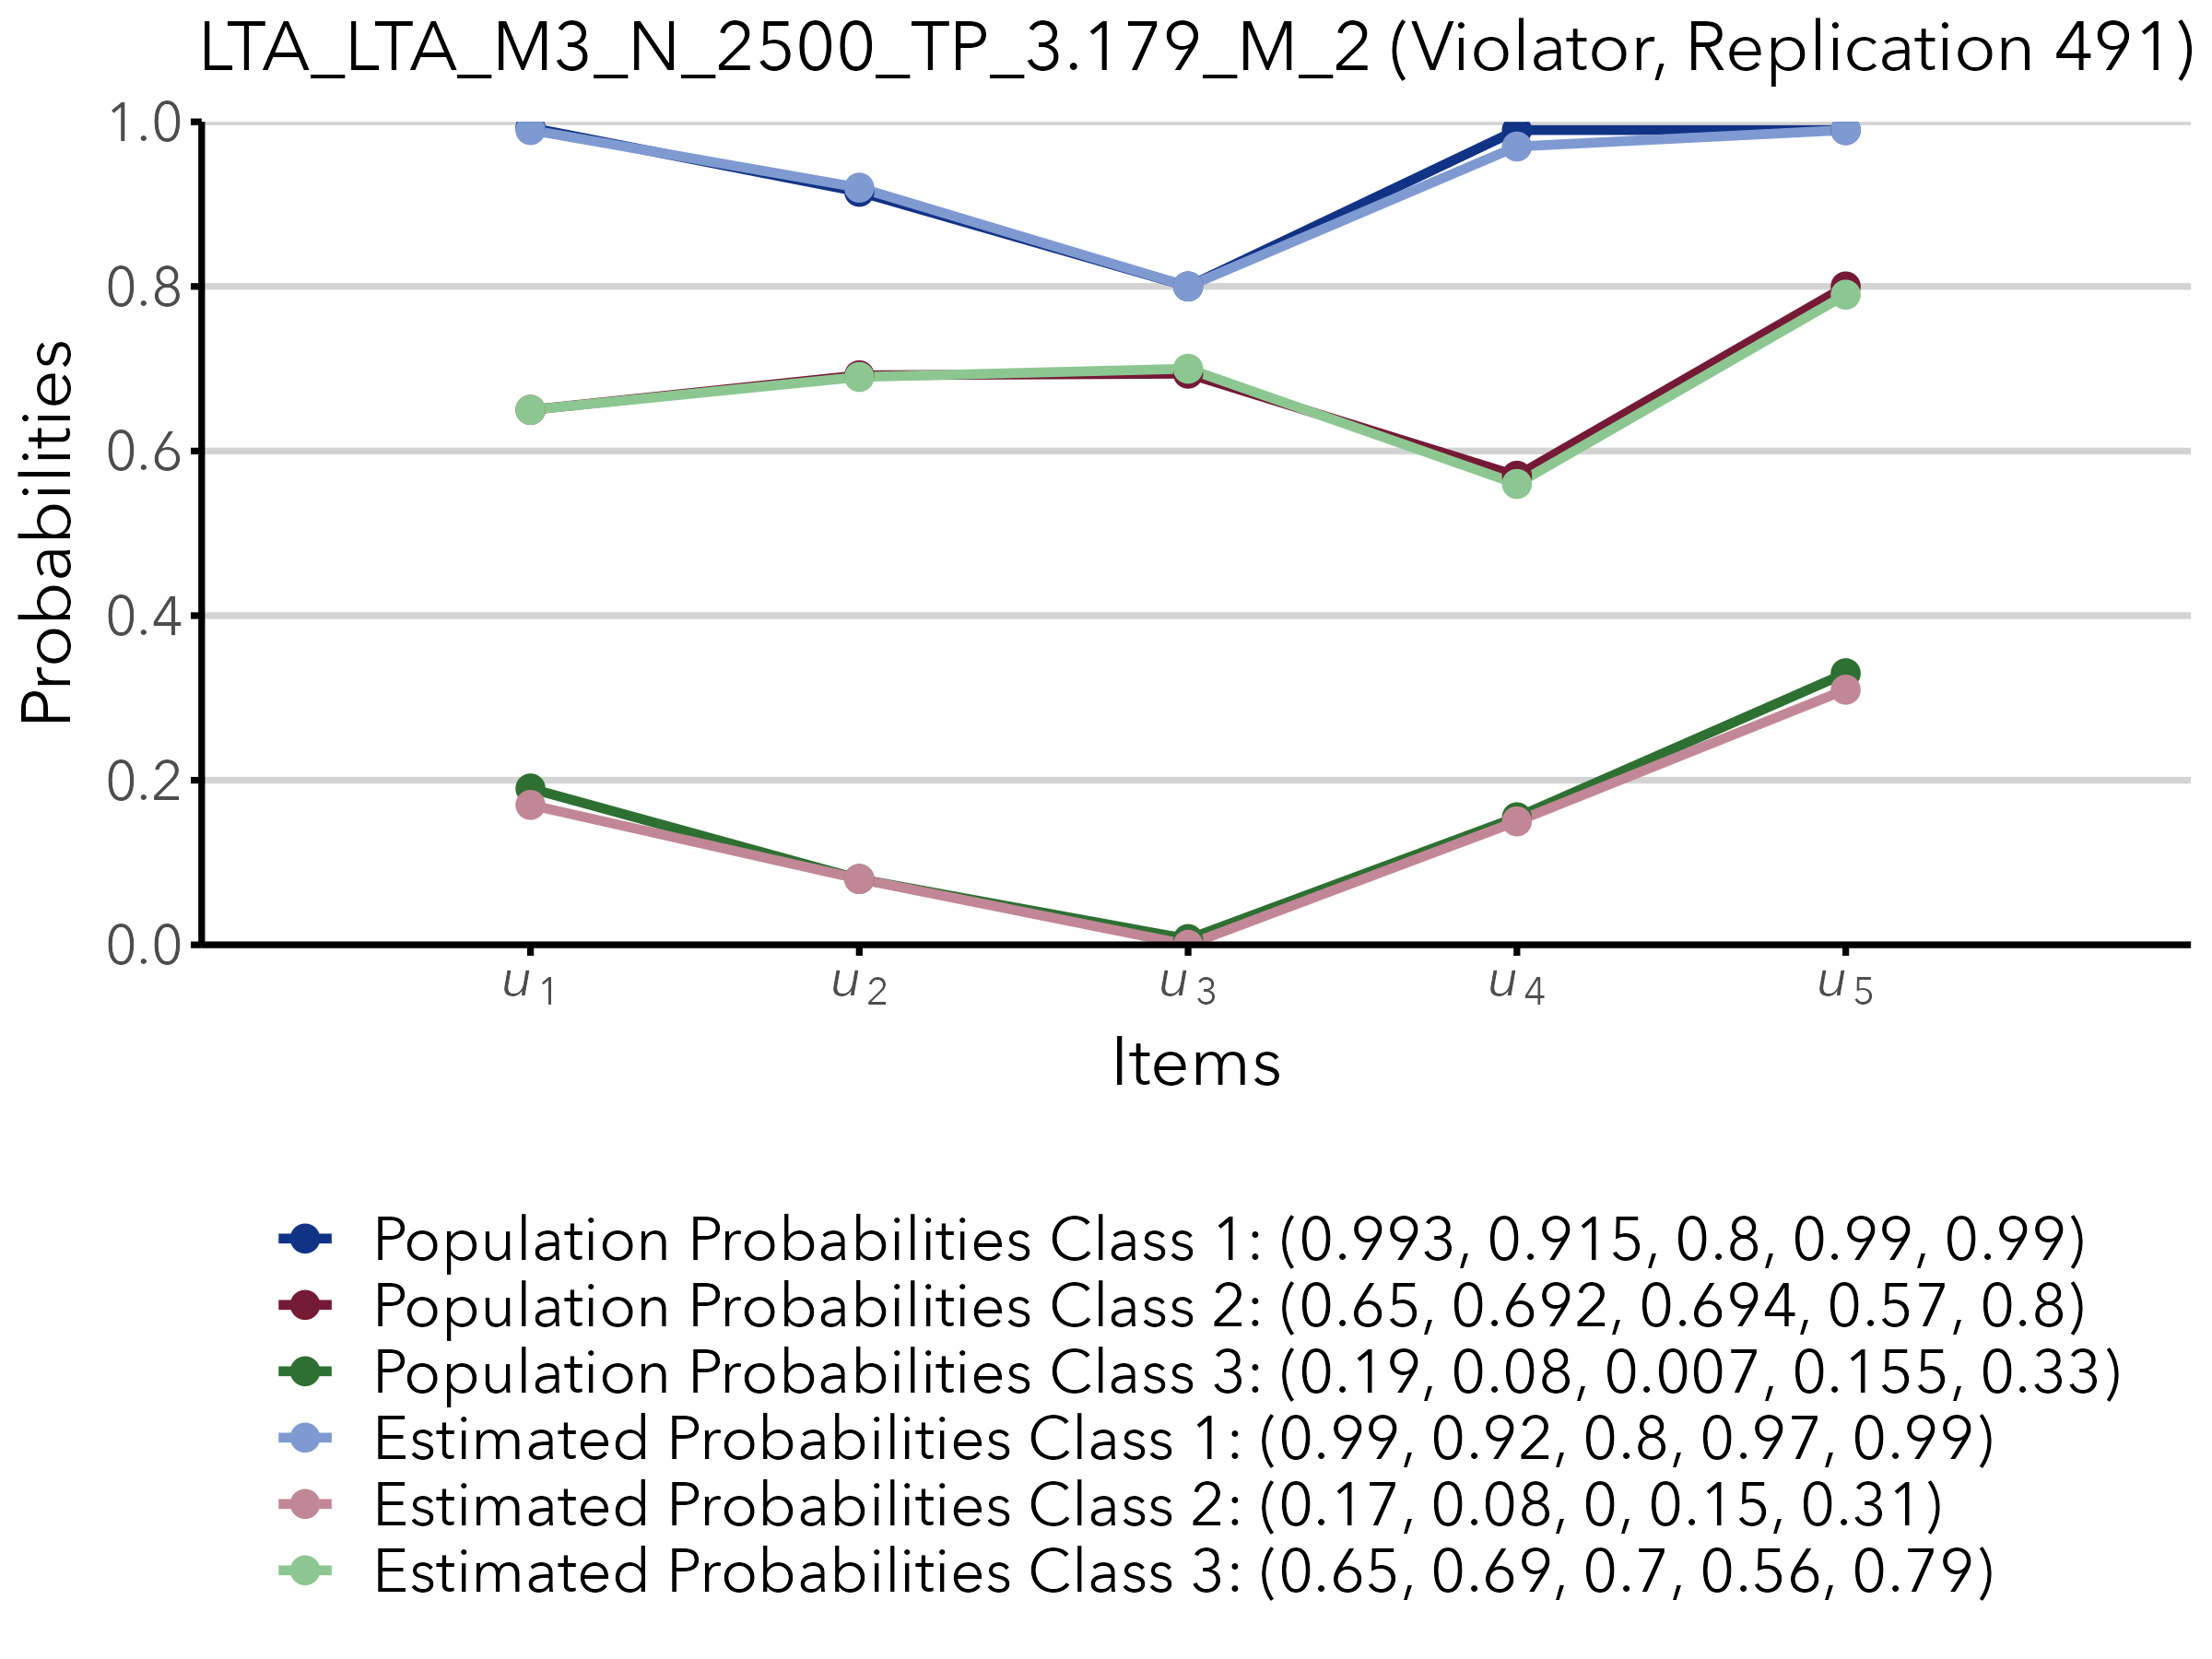 LTA_LTA_M3_N_2500_TP_3.179_M_2 (Violator, Replication 491)
Probabilities
1.0
0.8
0.6
0.4
0.2
0.0
u1 u2 u3 u4 u5
Items
Population Probabilities Class 1: (0.993, 0.915, 0.8, 0.99, 0.99)
Population Probabilities Class 2: (0.65, 0.692, 0.694, 0.57, 0.8)
Population Probabilities Class 3: (0.19, 0.08, 0.007, 0.155, 0.33)
Estimated Probabilities Class 1: (0.99, 0.92, 0.8, 0.97, 0.99)
Estimated Probabilities Class 2: (0.17, 0.08, 0, 0.15, 0.31)
Estimated Probabilities Class 3: (0.65, 0.69, 0.7, 0.56, 0.79)